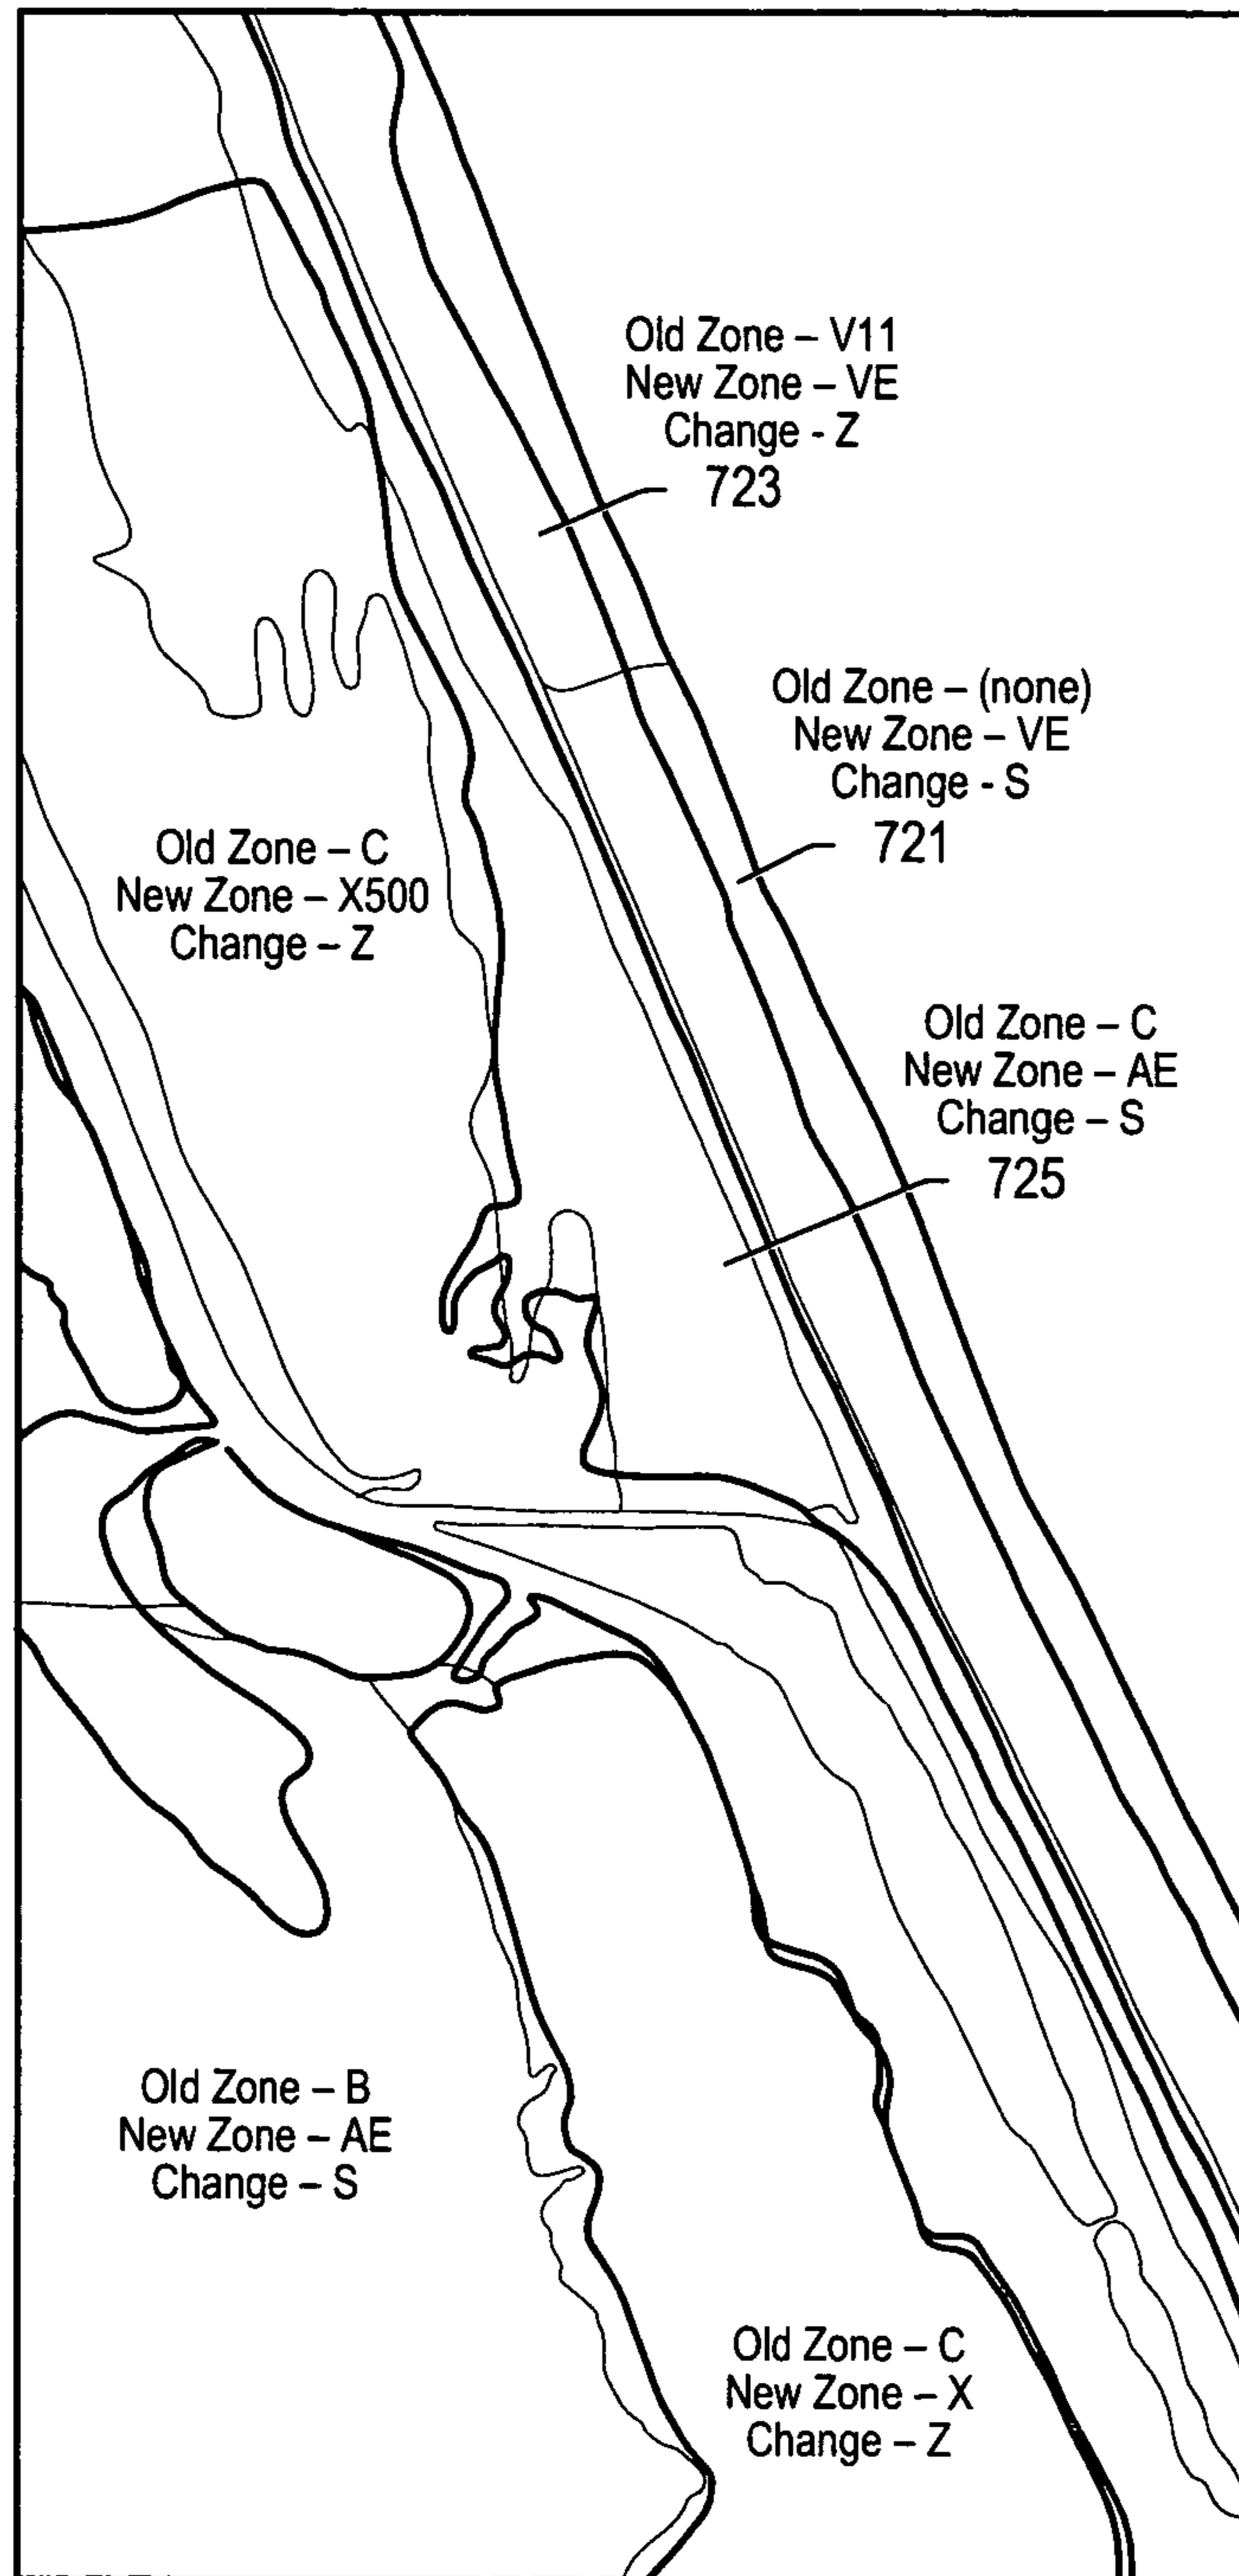 Old Zone – V11
New Zone – VE
Change - Z
723
Old Zone – (none)
New Zone – VE
Change - S
721
Old Zone – C
New Zone – X500
Change – Z
Old Zone – C
New Zone – AE
Change – S
725
Old Zone – B
New Zone – AE
Change – S
Old Zone – C
New Zone – X
Change – Z